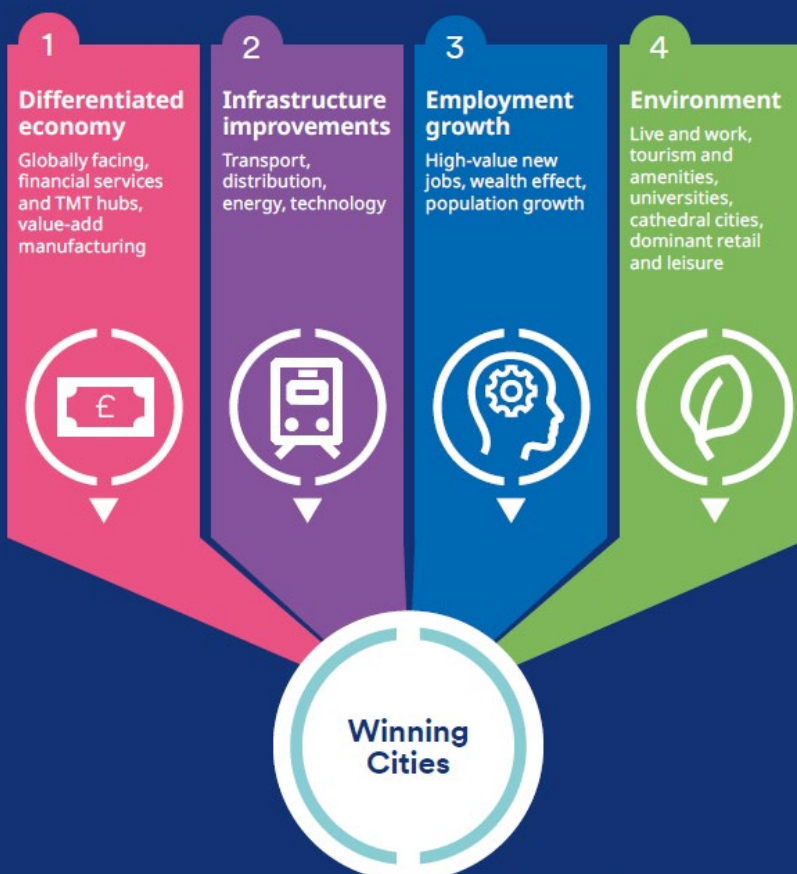 1
Differentiated
economy
Globally facing,
financial services
and TMT hubs,
value-add
manufacturing
£
2
Infrastructure
improvements
Transport,
distribution,
energy, technology
3
Employment
growth
High-value new
jobs, wealth effect,
population growth
4
Environment
Live and work,
tourism and
amenities,
universities,
cathedral cities,
dominant retail
and leisure
Winning
Cities